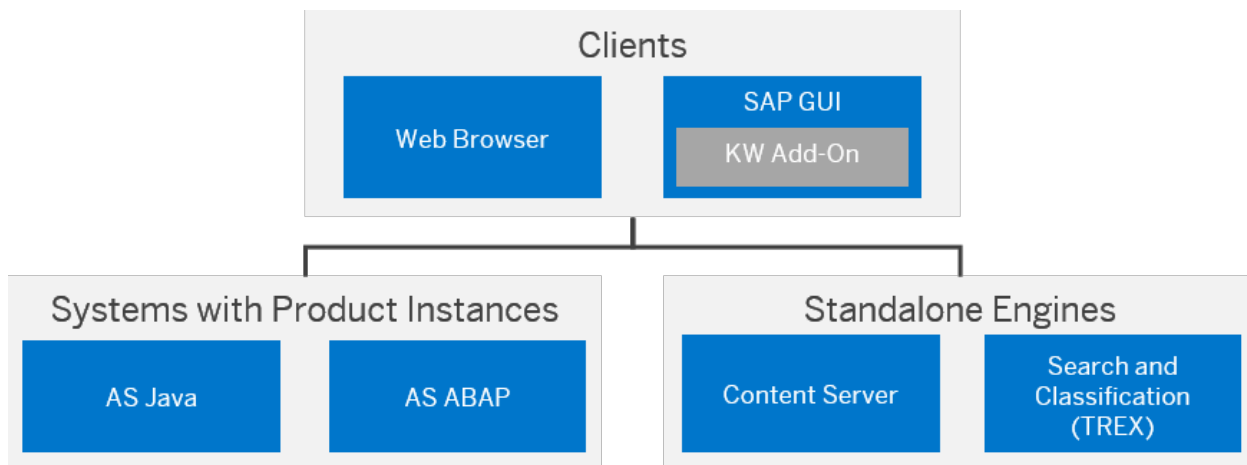 Clients
Web Browser
SAP GUI
KW Add-On
Systems with Product Instances
AS Java
AS ABAP
Standalone Engines
Content Server
Search and
Classification
(TREX)